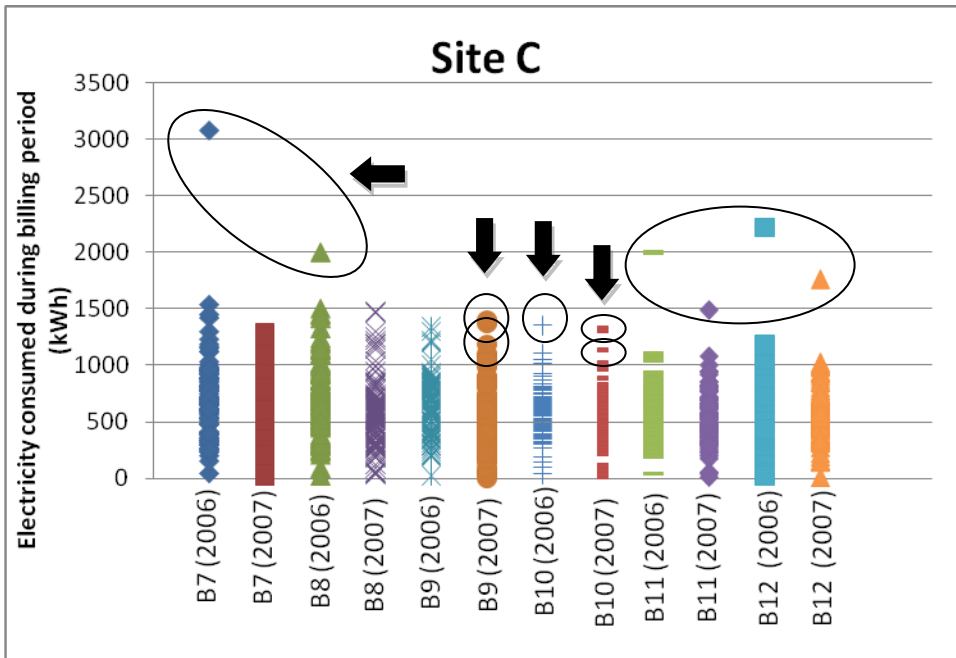 Site C
Electricity consumed during billing period
(kWh)
3500
3000
2500
2000
1500
1000
500
0
B7 (2006)
B7 (2007)
B8 (2006)
B8 (2007)
B9 (2006)
B9 (2007)
B10 (2006)
B10 (2007)
B11 (2006)
B11 (2007)
B12 (2006)
B12 (2007)